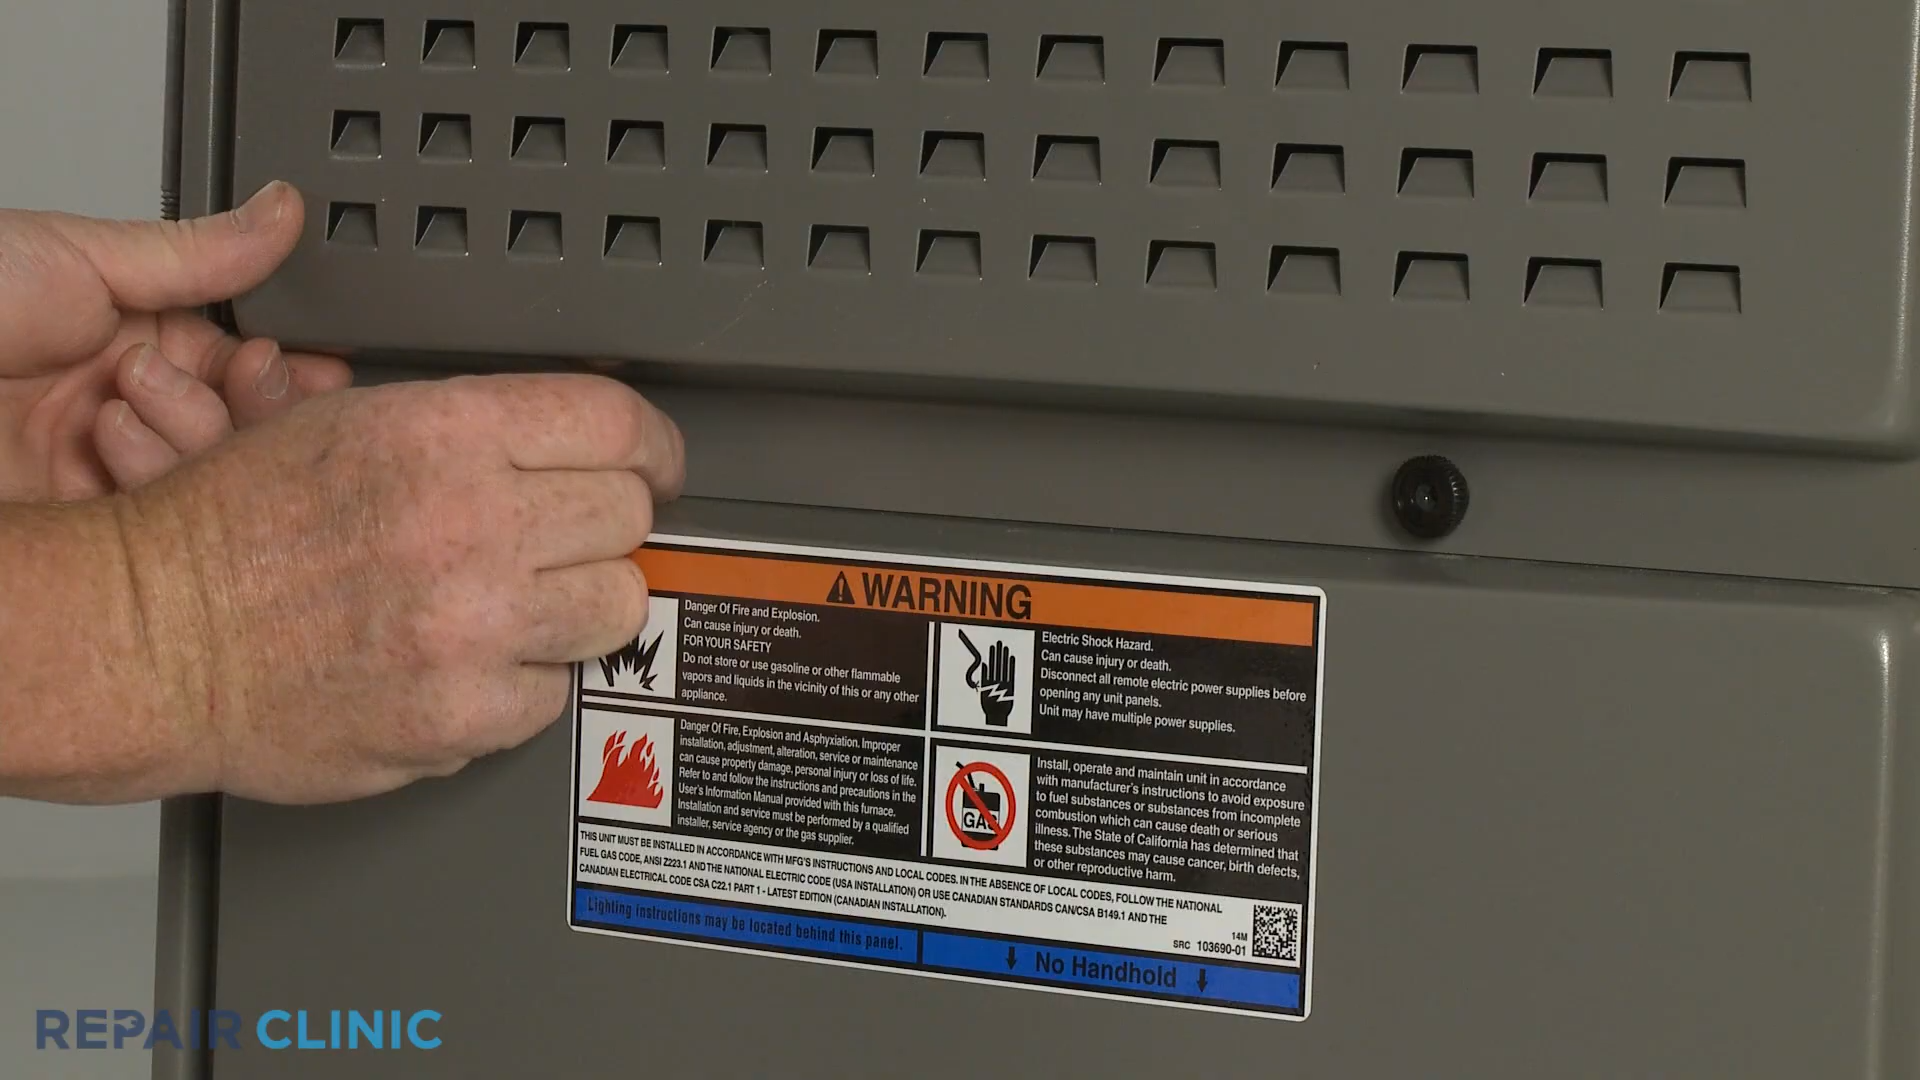 WARNING
Danger Of Fire and Explosion.
Can cause injury or death.
FOR YOUR SAFETY
Do not store or use gasoline or other flammable
vapors and liquids in the vicinity of this or any other
appliance.
Electric Shock Hazard.
Can cause injury or death.
Disconnect all remote electric power supplies before
opening any unit panels.
Unit may have multiple power supplies.
Danger Of Fire, Explosion and Asphyxiation. Improper
installation, adjustment, alteration, service or maintenance
can cause property damage, personal injury or loss of life.
Refer to and follow the instructions and precautions in the
User's Information Manual provided with this furnace.
Installation and service must be performed by a qualified
installer, service agency or the gas supplier.
GAS
Install, operate and maintain unit in accordance
with manufacturer's instructions to avoid exposure
to fuel substances or substances from incomplete
combustion which can cause death or serious
illness. The State of California has determined that
these substances may cause cancer, birth defects,
or other reproductive harm.
THIS UNIT MUST BE INSTALLED IN ACCORDANCE WITH MFG'S INSTRUCTIONS AND LOCAL CODES. IN THE ABSENCE OF LOCAL CODES, FOLLOW THE NATIONAL
FUEL GAS CODE, ANSI Z223.1 AND THE NATIONAL ELECTRIC CODE (USA INSTALLATION) OR USE CANADIAN STANDARDS CAN/CSA B149.1 AND THE
CANADIAN ELECTRICAL CODE CSA C22.1 PART 1 - LATEST EDITION (CANADIAN INSTALLATION).
14M
SRC 103690-01
Lighting instructions may be located behind this panel.
No Handhold
REPAIR CLINIC